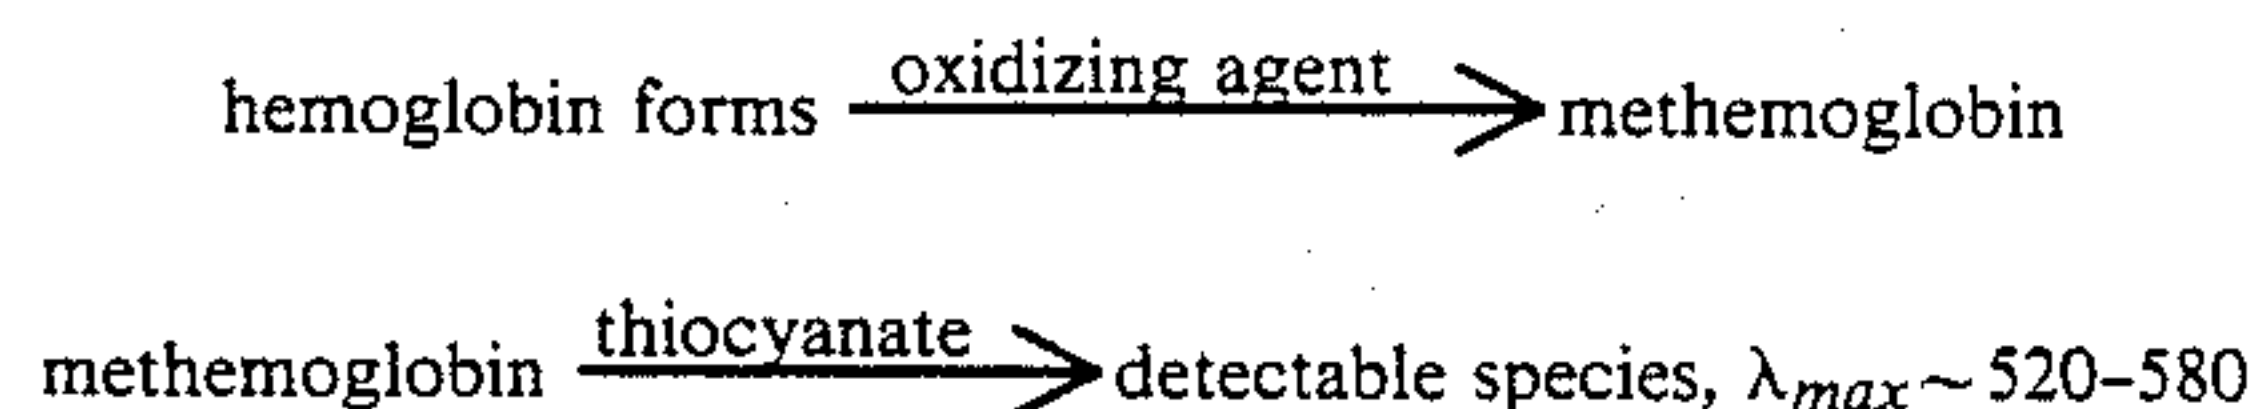 oxidizing agent
hemoglobin forms methemoglobin
thiocyanate
methemoglobin detectable species, λmax ~ 520–580